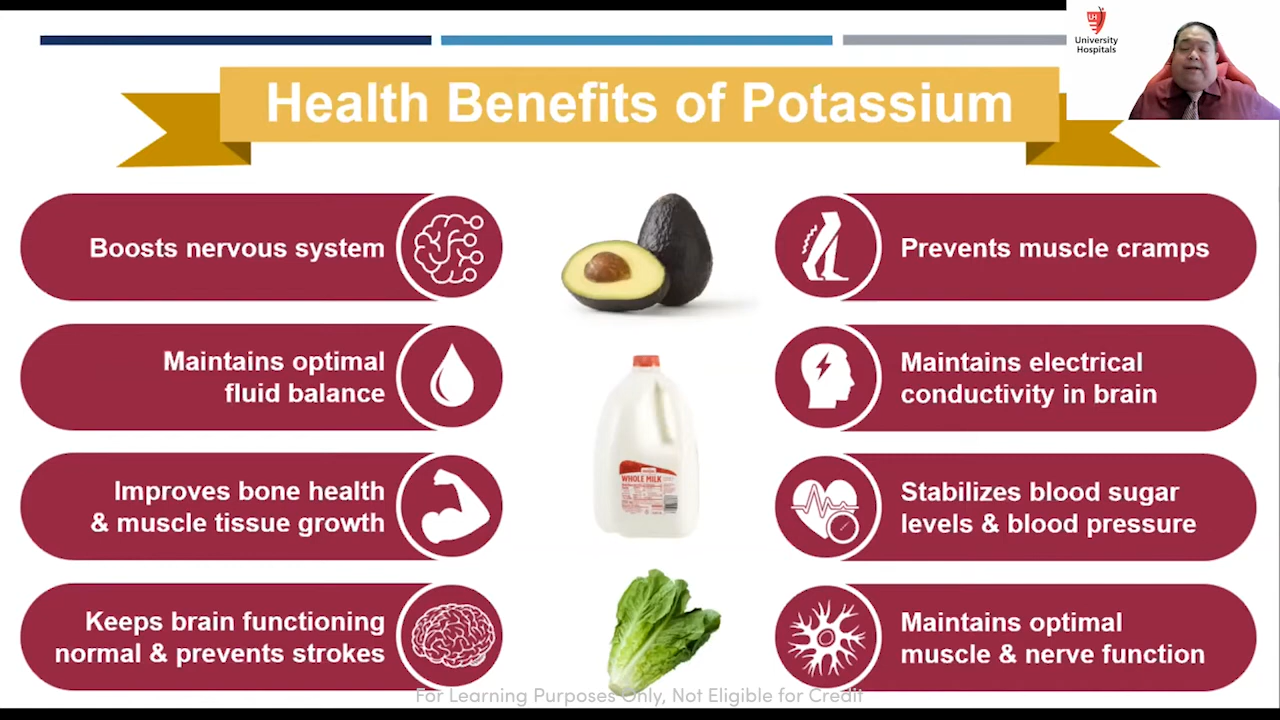 University
Hospitals
Health Benefits of Potassium
Boosts nervous system
Prevents muscle cramps
Maintains optimal
fluid balance
Maintains electrical
conductivity in brain
WHOLE MILK
Improves bone health
& muscle tissue growth
Stabilizes blood sugar
levels & blood pressure
Keeps brain functioning
normal & prevents strokes
Maintains optimal
muscle & nerve function
For Learning Purposes Only, Not Eligible for Credit